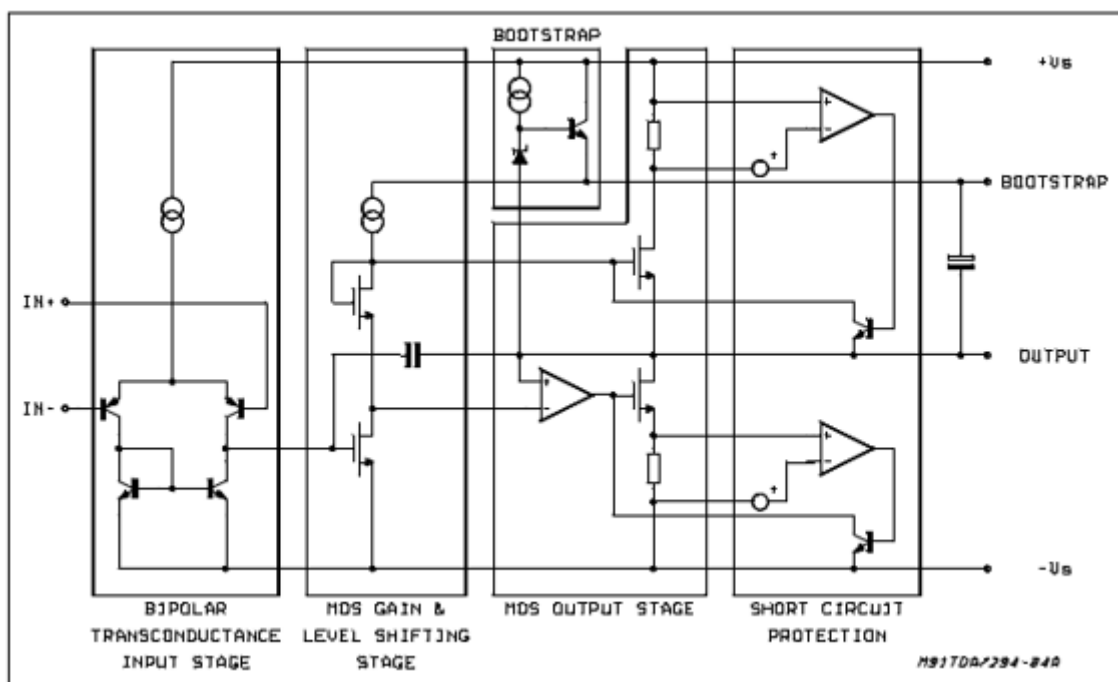 BOOTSTRAP
+Vs
+
-
+
BOOTSTRAP
IN+
OUTPUT
IN-
+
-
+
-
+
-Vs
BIPOLAR
TRANSCONDUCTANCE
INPUT STAGE
MOS GAIN &
LEVEL SHIFTING
STAGE
MOS OUTPUT STAGE
SHORT CIRCUIT
PROTECTION
M91TDA7294-04A